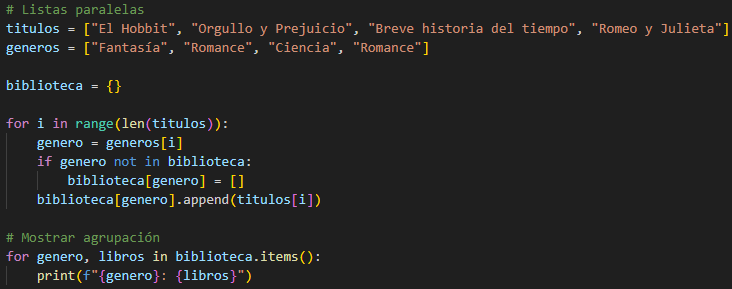 # Listas paralelas
titulos = ["El Hobbit", "Orgullo y Prejuicio", "Breve historia del tiempo", "Romeo y Julieta"]
generos = ["Fantasía", "Romance", "Ciencia", "Romance"]

biblioteca = {}

for i in range(len(titulos)):
    genero = generos[i]
    if genero not in biblioteca:
        biblioteca[genero] = []
    biblioteca[genero].append(titulos[i])

# Mostrar agrupación
for genero, libros in biblioteca.items():
    print(f"{genero}: {libros}")